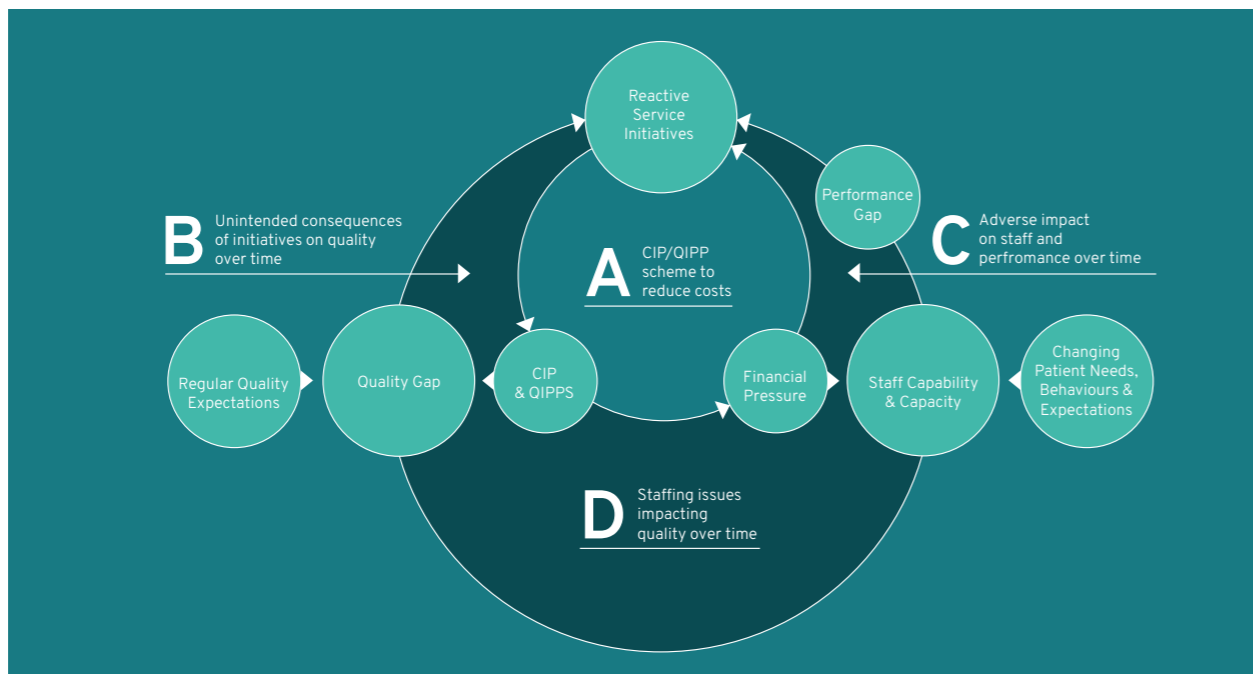 Reactive
Service
Initiatives
Performance
Gap
B
Unintended consequences
of initiatives on quality
over time
A
CIP/QIPP
scheme to
reduce costs
C
Adverse impact
on staff and
perfromance over time
Regular Quality
Expectations
Quality Gap
CIP
& QIPPS
Financial
Pressure
Staff Capability
& Capacity
Changing
Patient Needs,
Behaviours &
Expectations
D
Staffing issues
impacting
quality over time